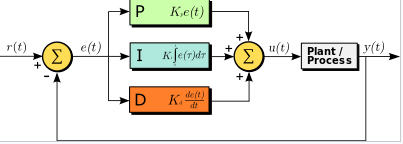 P K_p e(t)
r(t) + − Σ e(t) I K_i ∫ e(τ)dτ + + + Σ u(t) Plant / Process y(t)
D K_d de(t)/dt